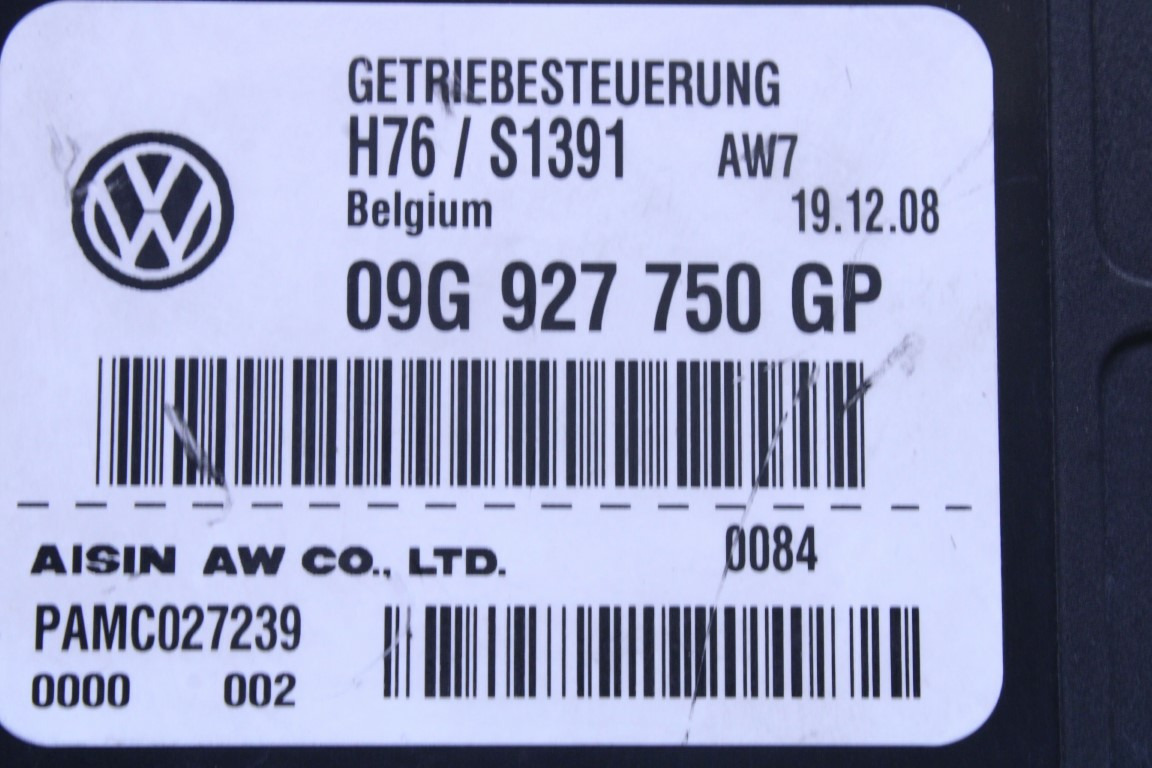 GETRIEBESTEUERUNG
H76 / S1391 AW7
Belgium 19.12.08
09G 927 750 GP
AISIN AW CO., LTD. 0084
PAMC027239
0000 002